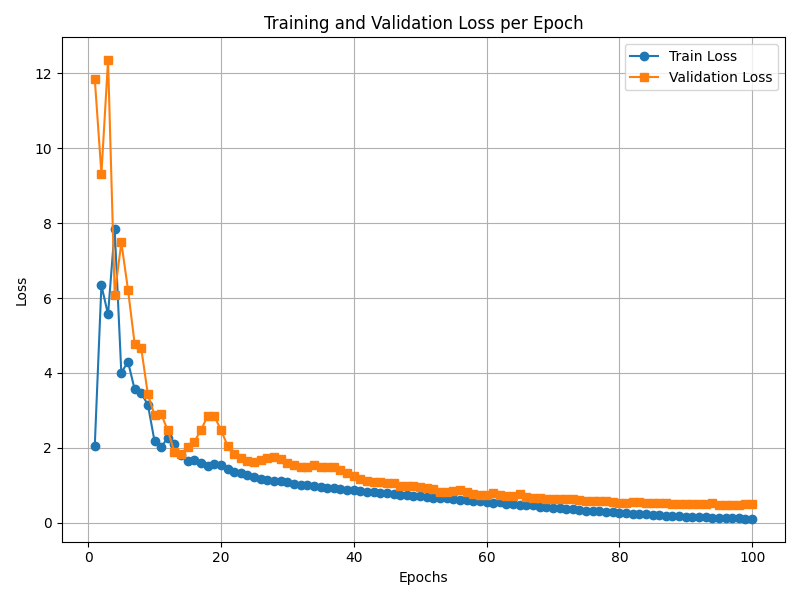 Training and Validation Loss per Epoch
Train Loss
Validation Loss
Loss
12
10
8
6
4
2
0
0 20 40 60 80 100
Epochs